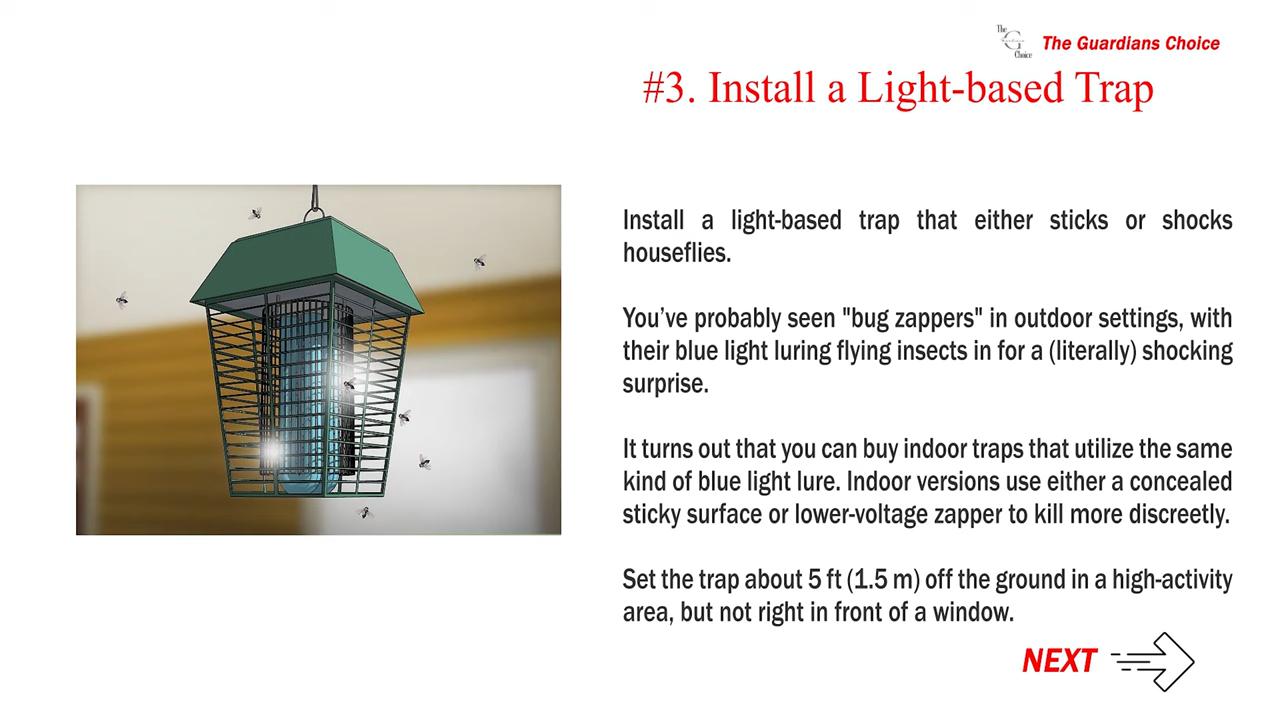 The
G
Choice
The Guardians Choice
#3. Install a Light-based Trap
Install a light-based trap that either sticks or shocks
houseflies.
You’ve probably seen "bug zappers" in outdoor settings, with
their blue light luring flying insects in for a (literally) shocking
surprise.
It turns out that you can buy indoor traps that utilize the same
kind of blue light lure. Indoor versions use either a concealed
sticky surface or lower-voltage zapper to kill more discreetly.
Set the trap about 5 ft (1.5 m) off the ground in a high-activity
area, but not right in front of a window.
NEXT